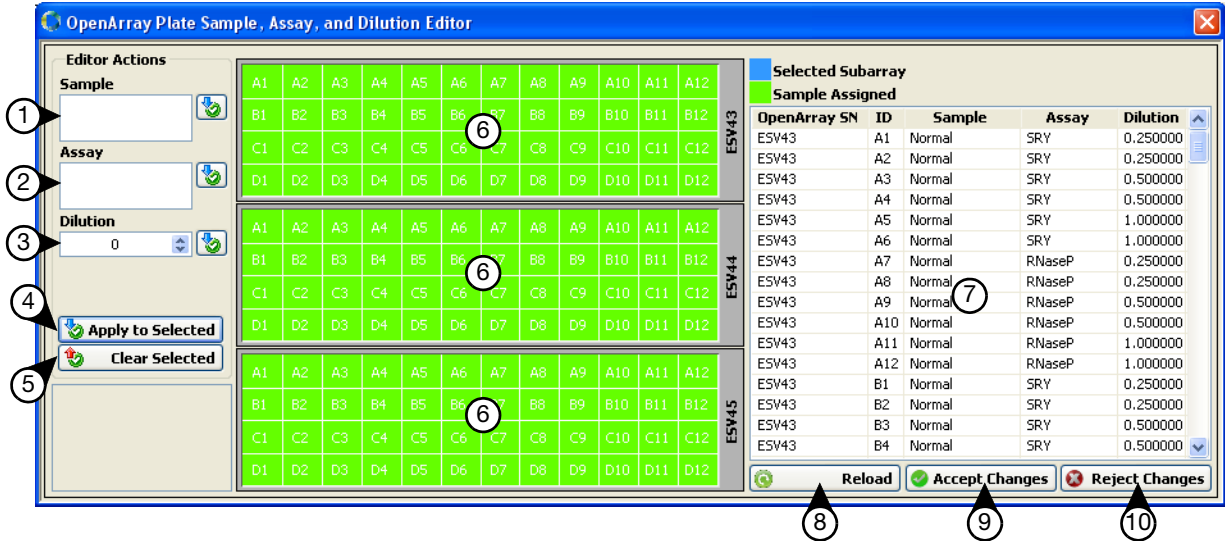 OpenArray Plate Sample, Assay, and Dilution Editor
Editor Actions
Sample
1
Assay
2
Dilution
3
0
4
Apply to Selected
5
Clear Selected
A1 A2 A3 A4 A5 A6 A7 A8 A9 A10 A11 A12
B1 B2 B3 B4 B5 B6 B7 B8 B9 B10 B11 B12
C1 C2 C3 C4 C5 C6 C7 C8 C9 C10 C11 C12
D1 D2 D3 D4 D5 D6 D7 D8 D9 D10 D11 D12
6
ESV43
A1 A2 A3 A4 A5 A6 A7 A8 A9 A10 A11 A12
B1 B2 B3 B4 B5 B6 B7 B8 B9 B10 B11 B12
C1 C2 C3 C4 C5 C6 C7 C8 C9 C10 C11 C12
D1 D2 D3 D4 D5 D6 D7 D8 D9 D10 D11 D12
6
ESV44
A1 A2 A3 A4 A5 A6 A7 A8 A9 A10 A11 A12
B1 B2 B3 B4 B5 B6 B7 B8 B9 B10 B11 B12
C1 C2 C3 C4 C5 C6 C7 C8 C9 C10 C11 C12
D1 D2 D3 D4 D5 D6 D7 D8 D9 D10 D11 D12
6
ESV45
Selected Subarray
Sample Assigned
OpenArray SN ID Sample Assay Dilution
ESV43 A1 Normal SRY 0.250000
ESV43 A2 Normal SRY 0.250000
ESV43 A3 Normal SRY 0.500000
ESV43 A4 Normal SRY 0.500000
ESV43 A5 Normal SRY 1.000000
ESV43 A6 Normal SRY 1.000000
ESV43 A7 Normal RNaseP 0.250000
ESV43 A8 Normal RNaseP 0.250000
ESV43 A9 Normal RNaseP 0.500000
ESV43 A10 Normal RNaseP 0.500000
ESV43 A11 Normal RNaseP 1.000000
ESV43 A12 Normal RNaseP 1.000000
ESV43 B1 Normal SRY 0.250000
ESV43 B2 Normal SRY 0.250000
ESV43 B3 Normal SRY 0.500000
ESV43 B4 Normal SRY 0.500000
7
Reload Accept Changes Reject Changes
8 9 10